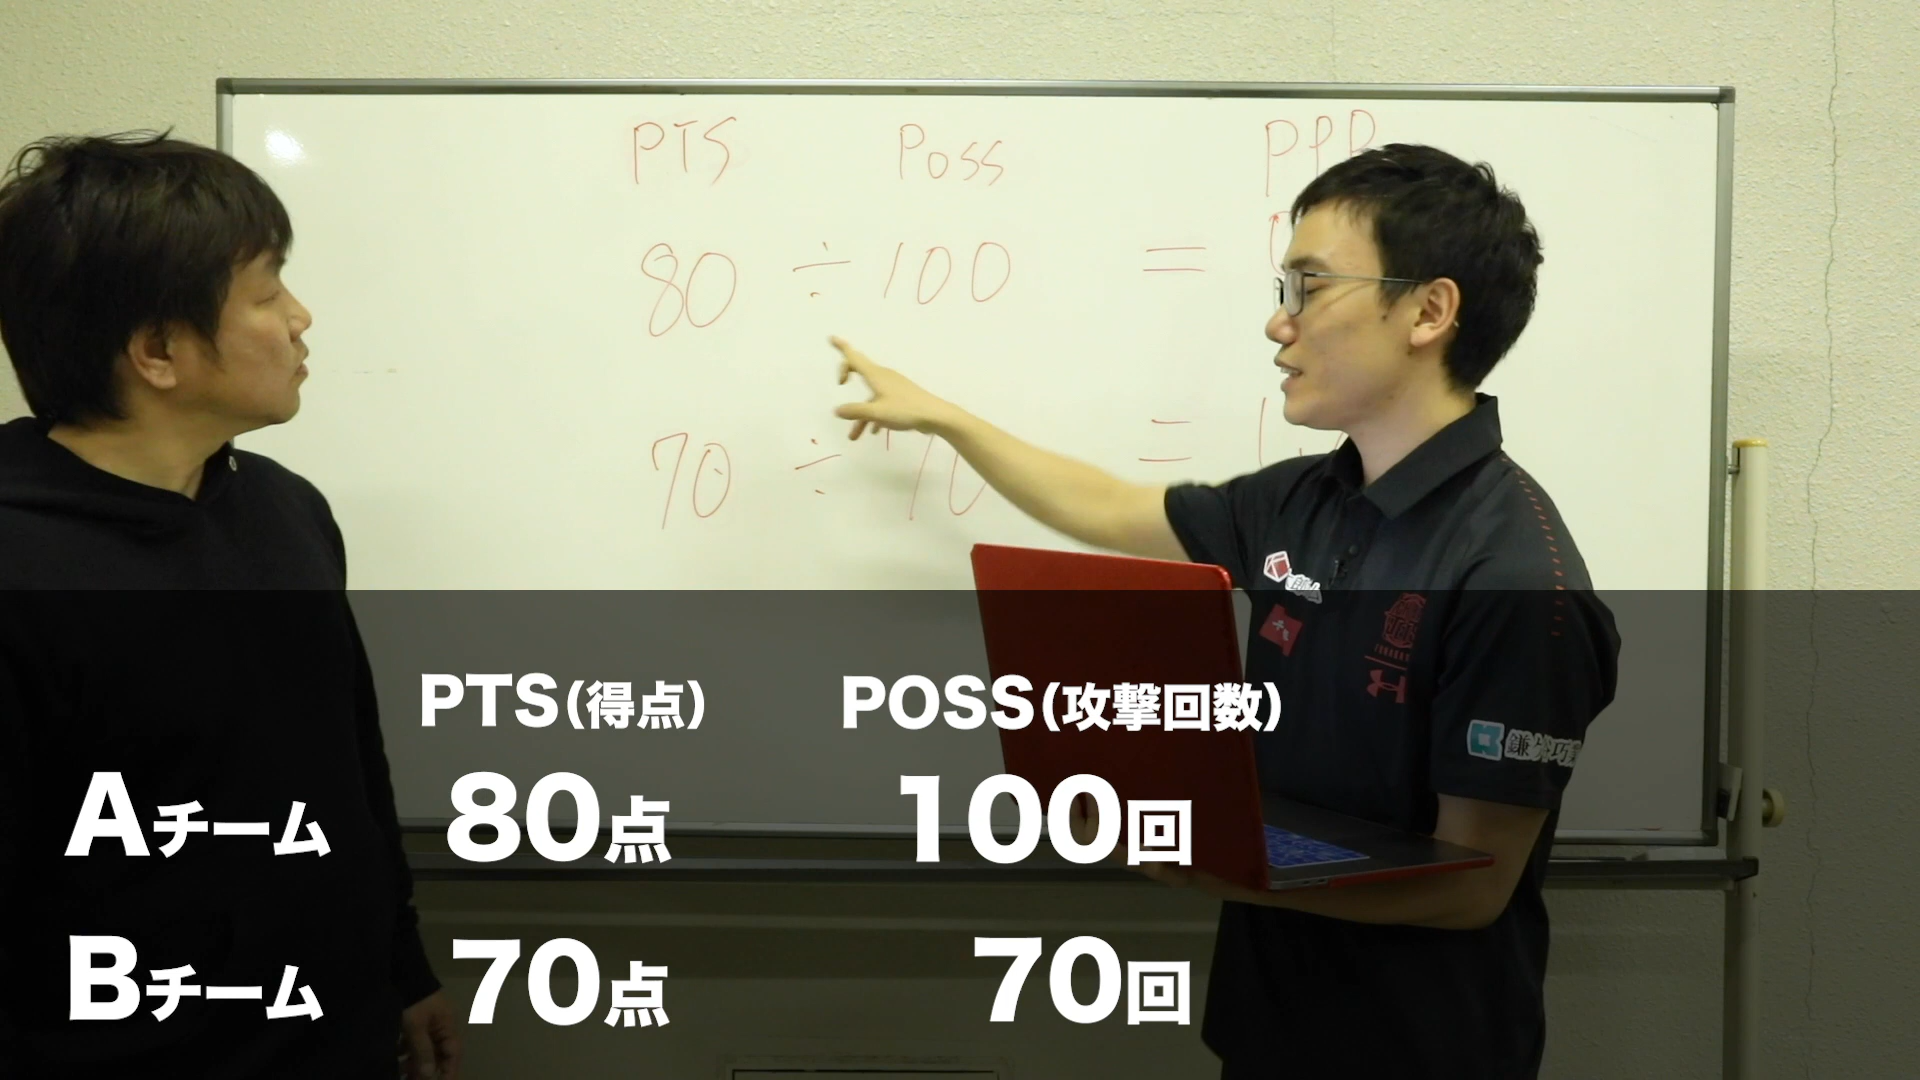 PTS Poss PPP
80 ÷ 100 =
70 ÷ 70 =
PTS(得点) POSS(攻撃回数)
Aチーム 80点 100回
Bチーム 70点 70回